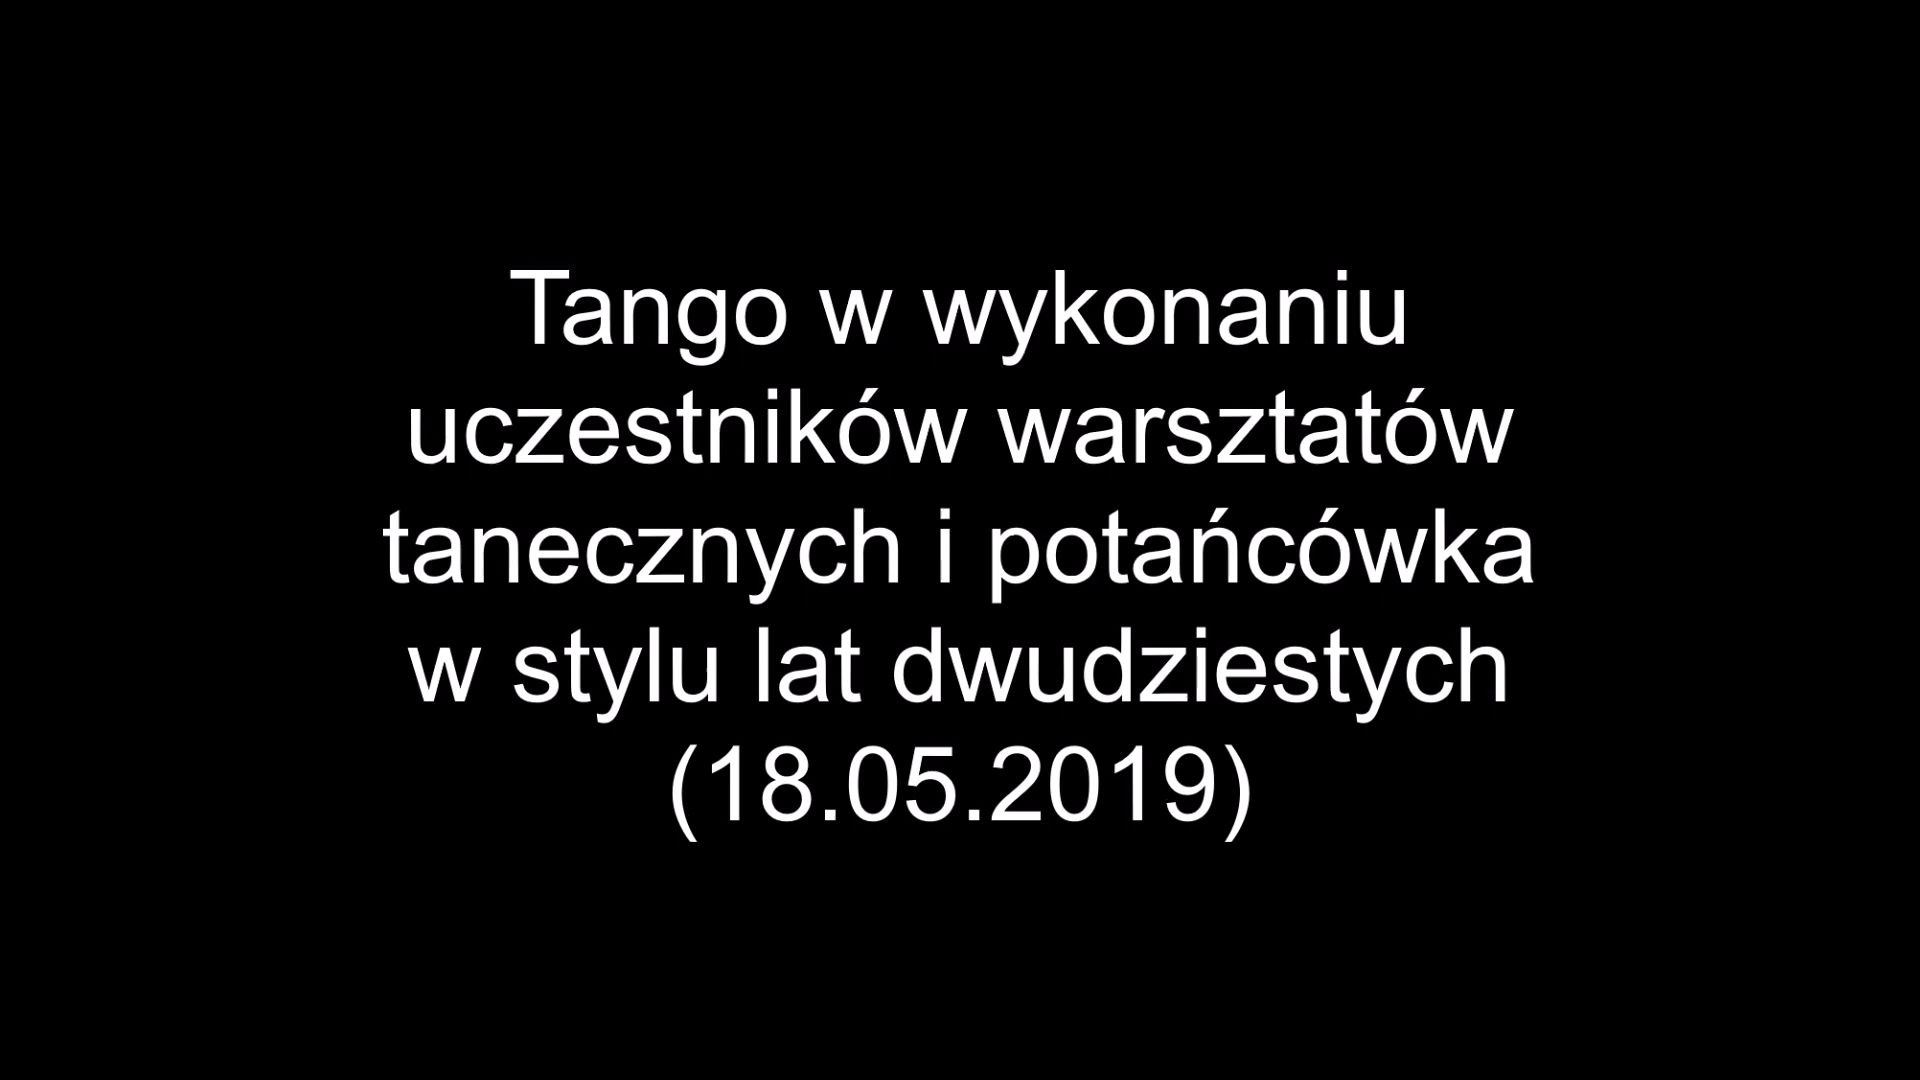 Tango w wykonaniu
uczestników warsztatów
tanecznych i potańcówka
w stylu lat dwudziestych
(18.05.2019)